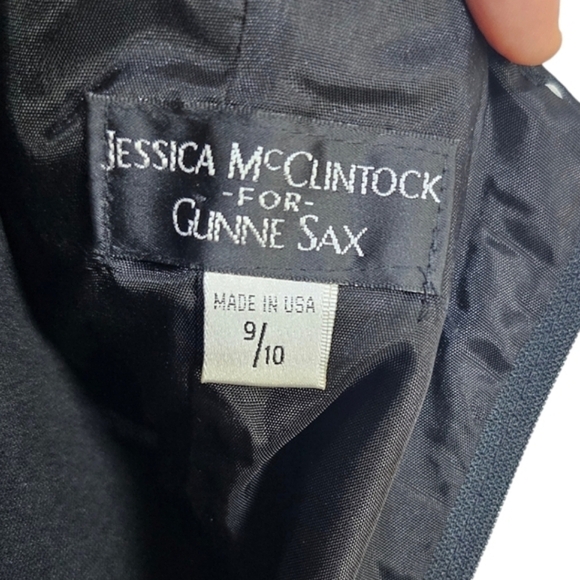 JESSICA McCLINTOCK
-FOR-
GUNNE SAX
MADE IN USA
9/10